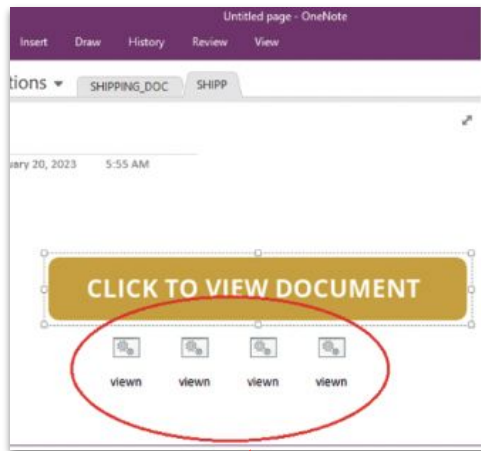 Untitled page - OneNote
Insert Draw History Review View
tions SHIPPING_DOC SHIPP
uary 20, 2023 5:55 AM
CLICK TO VIEW DOCUMENT
viewn viewn viewn viewn